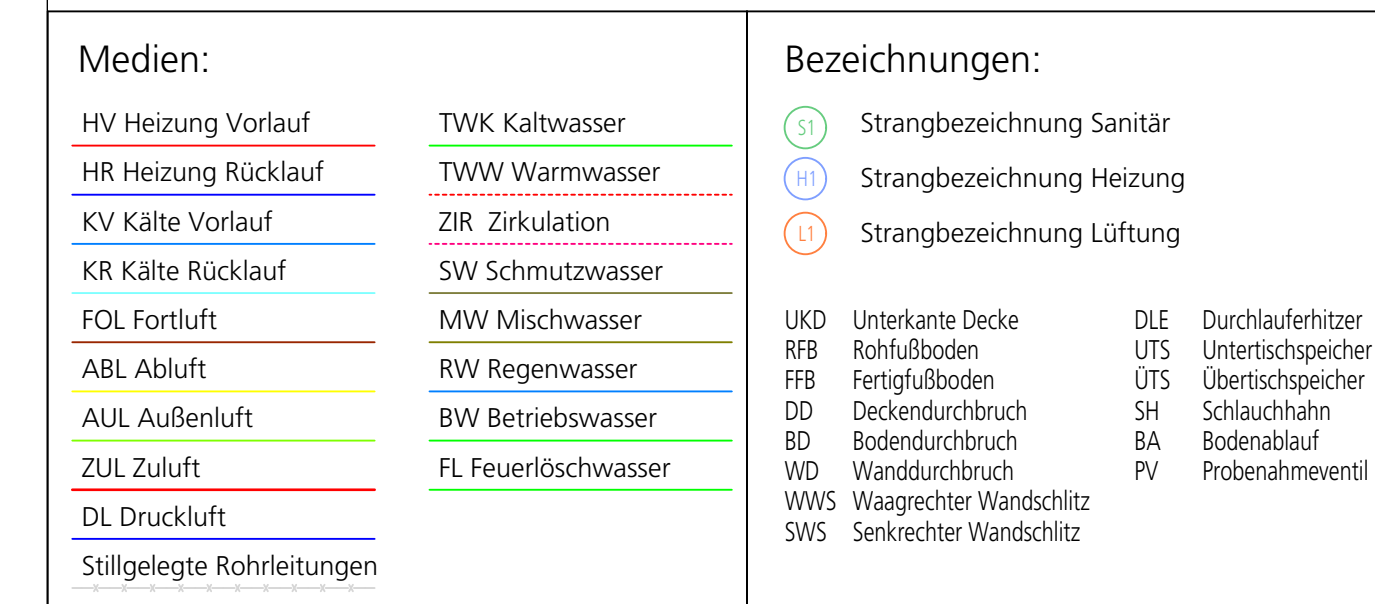 Medien:
HV Heizung Vorlauf
HR Heizung Rücklauf
KV Kälte Vorlauf
KR Kälte Rücklauf
FOL Fortluft
ABL Abluft
AUL Außenluft
ZUL Zuluft
DL Druckluft
Stillgelegte Rohrleitungen
TWK Kaltwasser
TWW Warmwasser
ZIR Zirkulation
SW Schmutzwasser
MW Mischwasser
RW Regenwasser
BW Betriebswasser
FL Feuerlöschwasser
Bezeichnungen:
S1 Strangbezeichnung Sanitär
H1 Strangbezeichnung Heizung
L1 Strangbezeichnung Lüftung
UKD Unterkante Decke
RFB Rohfußboden
FFB Fertigfußboden
DD Deckendurchbruch
BD Bodendurchbruch
WD Wanddurchbruch
WWS Waagrechter Wandschlitz
SWS Senkrechter Wandschlitz
DLE Durchlauferhitzer
UTS Untertischspeicher
ÜTS Übertischspeicher
SH Schlauchhahn
BA Bodenablauf
PV Probenahmeventil